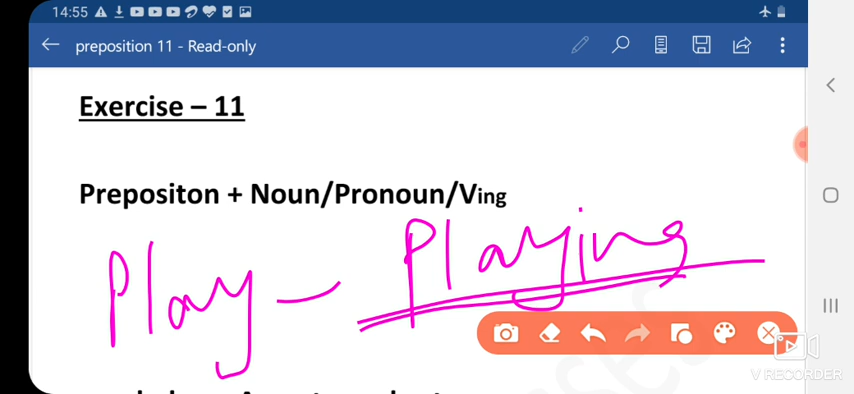 14:55
preposition 11 - Read-only
Exercise – 11
Prepositon + Noun/Pronoun/Ving
Play – Playing
V RECORDER